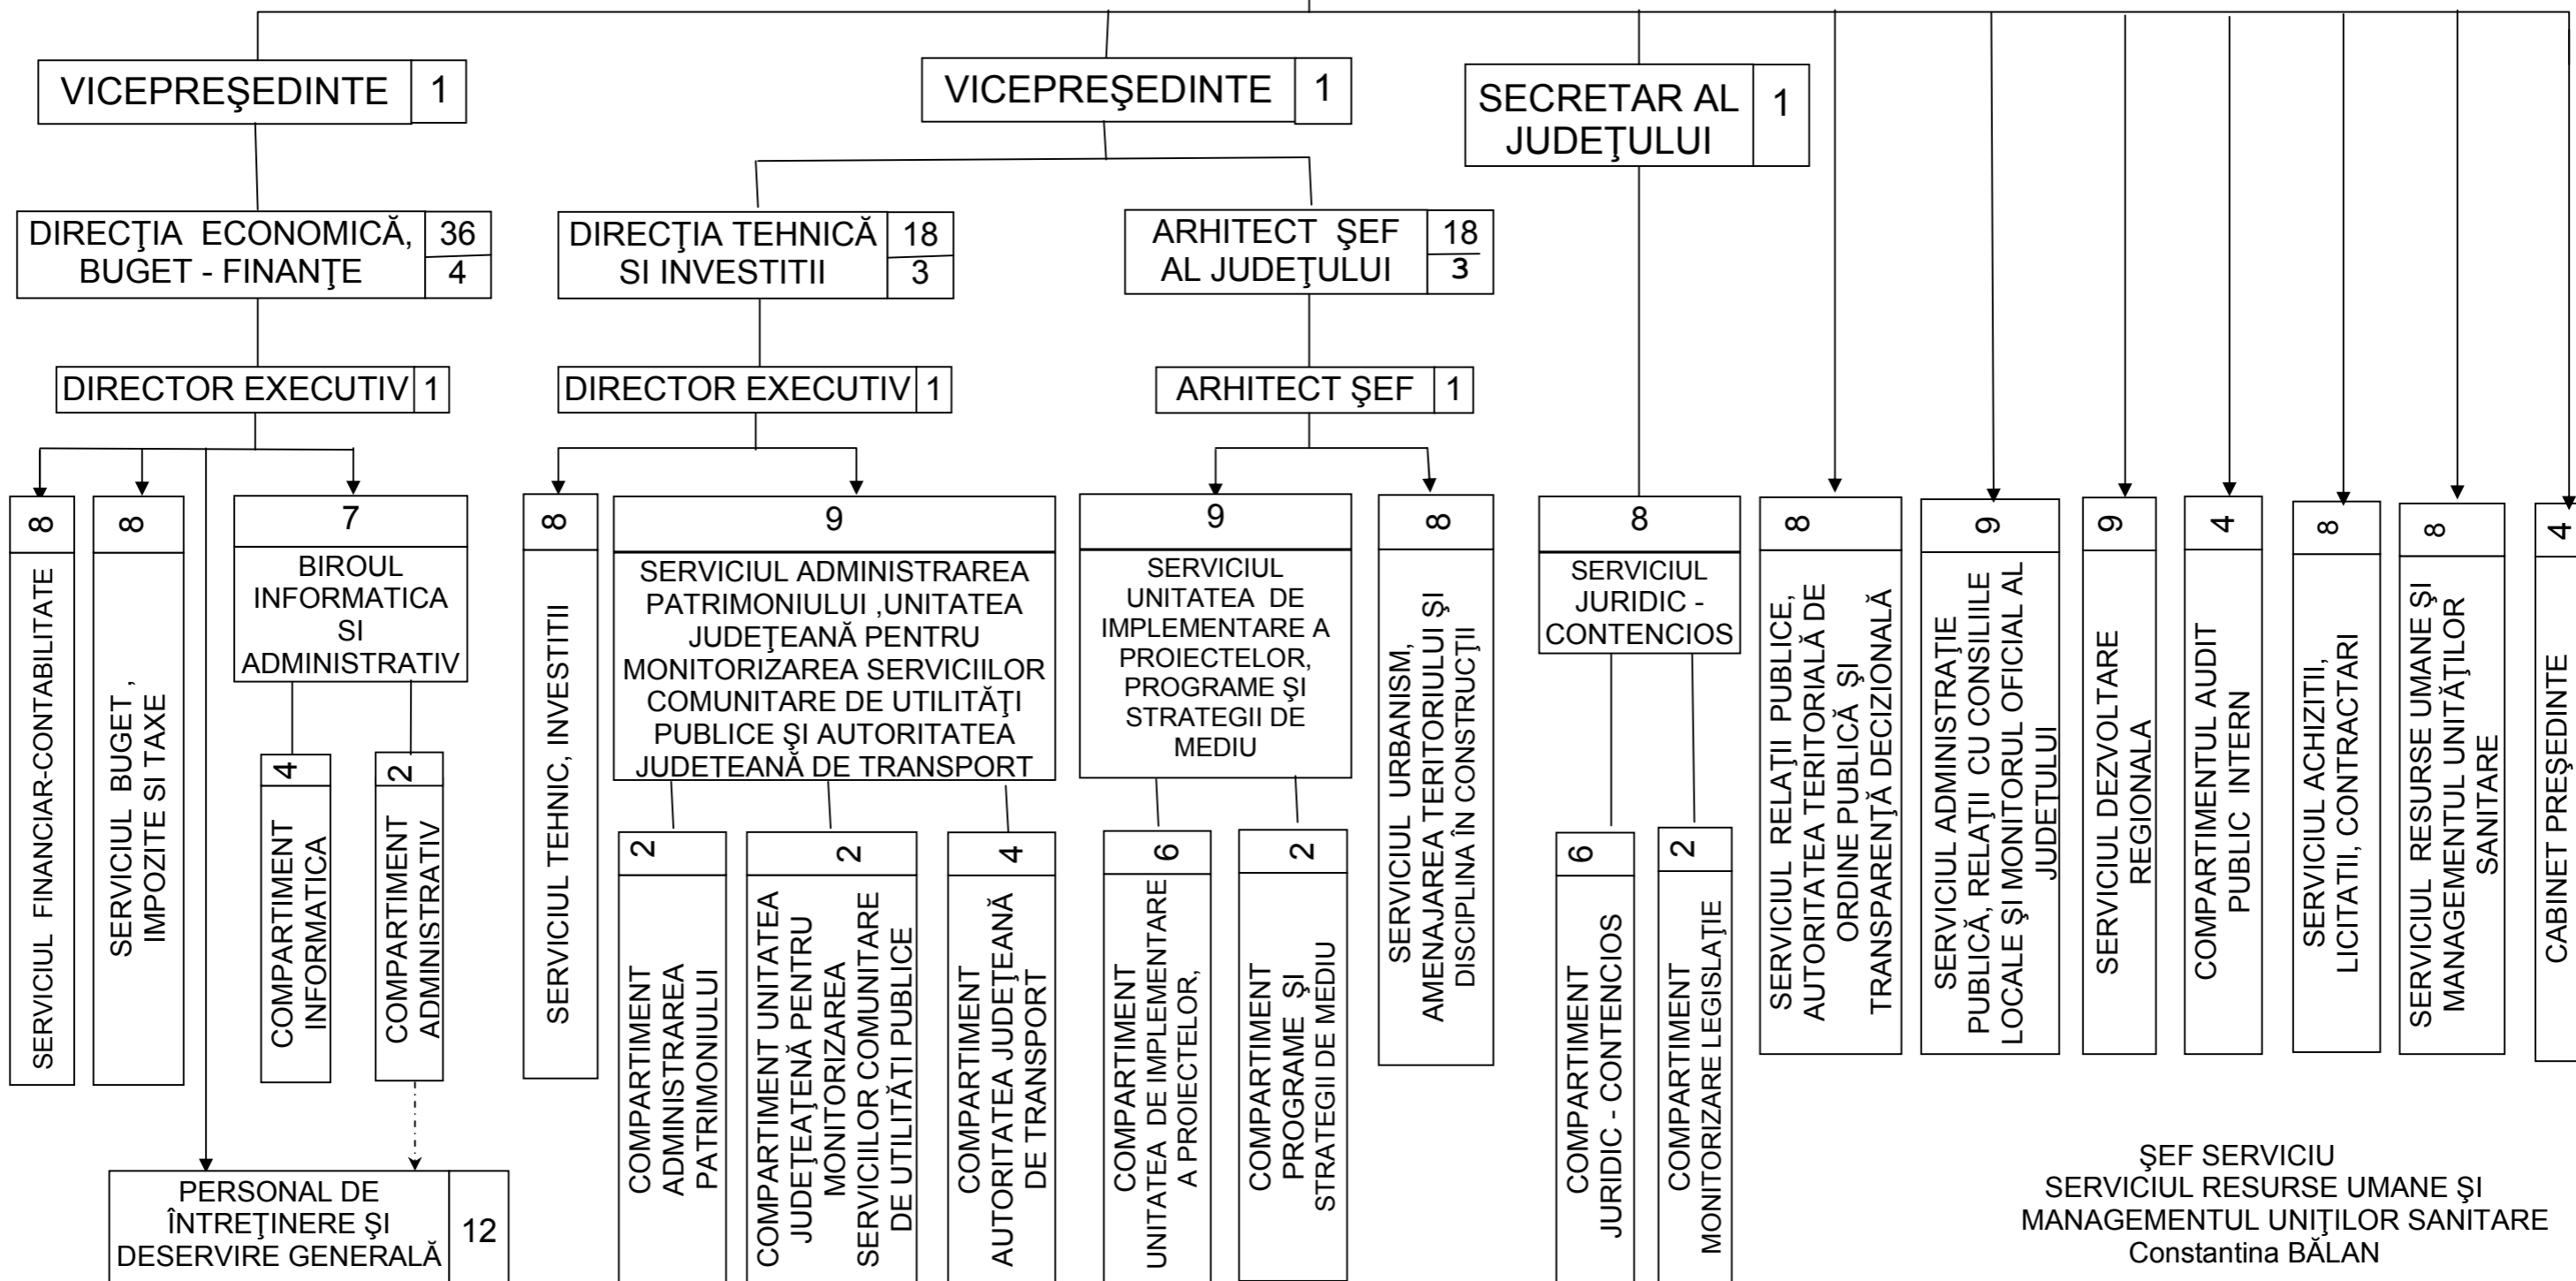 VICEPREŞEDINTE 1
VICEPREŞEDINTE 1
SECRETAR AL
JUDEŢULUI
1
DIRECŢIA ECONOMICĂ,
BUGET - FINANŢE
36
4
DIRECŢIA TEHNICĂ
SI INVESTITII
18
3
ARHITECT ŞEF
AL JUDEŢULUI
18
3
DIRECTOR EXECUTIV 1
DIRECTOR EXECUTIV 1
ARHITECT ŞEF 1
8
SERVICIUL FINANCIAR-CONTABILITATE
8
SERVICIUL BUGET ,
IMPOZITE SI TAXE
7
BIROUL
INFORMATICA
SI
ADMINISTRATIV
4
COMPARTIMENT
INFORMATICA
2
COMPARTIMENT
ADMINISTRATIV
PERSONAL DE
ÎNTREŢINERE ŞI
DESERVIRE GENERALĂ
12
8
SERVICIUL TEHNIC, INVESTITII
9
SERVICIUL ADMINISTRAREA
PATRIMONIULUI ,UNITATEA
JUDEŢEANĂ PENTRU
MONITORIZAREA SERVICIILOR
COMUNITARE DE UTILITĂŢI
PUBLICE ŞI AUTORITATEA
JUDEŢEANĂ DE TRANSPORT
2
COMPARTIMENT
ADMINISTRAREA
PATRIMONIULUI
2
COMPARTIMENT UNITATEA
JUDEŢEAŢENĂ PENTRU
MONITORIZAREA
SERVICIILOR COMUNITARE
DE UTILITĂŢI PUBLICE
4
COMPARTIMENT
AUTORITATEA JUDEŢEANĂ
DE TRANSPORT
9
SERVICIUL
UNITATEA DE
IMPLEMENTARE A
PROIECTELOR,
PROGRAME ŞI
STRATEGII DE
MEDIU
6
COMPARTIMENT
UNITATEA DE IMPLEMENTARE
A PROIECTELOR,
2
COMPARTIMENT
PROGRAME ŞI
STRATEGII DE MEDIU
8
SERVICIUL URBANISM,
AMENAJAREA TERITORIULUI ŞI
DISCIPLINA ÎN CONSTRUCŢII
8
SERVICIUL
JURIDIC -
CONTENCIOS
6
COMPARTIMENT
JURIDIC - CONTENCIOS
2
COMPARTIMENT
MONITORIZARE LEGISLAŢIE
8
SERVICIUL RELAŢII PUBLICE,
AUTORITATEA TERITORIALĂ DE
ORDINE PUBLICĂ ŞI
TRANSPARENŢĂ DECIZIONALĂ
9
SERVICIUL ADMINISTRAŢIE
PUBLICĂ, RELAŢII CU CONSILIILE
LOCALE ŞI MONITORUL OFICIAL AL
JUDEŢULUI
9
SERVICIUL DEZVOLTARE
REGIONALA
4
COMPARTIMENTUL AUDIT
PUBLIC INTERN
8
SERVICIUL ACHIZITII,
LICITATII, CONTRACTARI
8
SERVICIUL RESURSE UMANE ŞI
MANAGEMENTUL UNITĂŢILOR
SANITARE
4
CABINET PREŞEDINTE
ŞEF SERVICIU
SERVICIUL RESURSE UMANE ŞI
MANAGEMENTUL UNIŢILOR SANITARE
Constantina BĂLAN